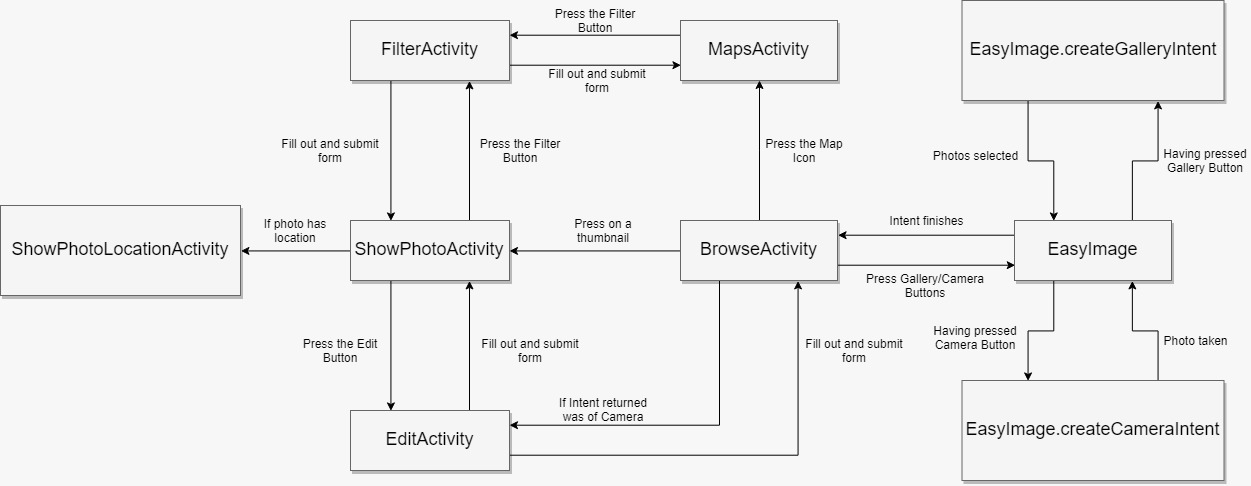 Press the Filter
Button
FilterActivity
MapsActivity
EasyImage.createGalleryIntent
Fill out and submit
form
Fill out and submit
form
Press the Filter
Button
Press the Map
Icon
Photos selected
Having pressed
Gallery Button
If photo has
location
Press on a
thumbnail
Intent finishes
ShowPhotoLocationActivity
ShowPhotoActivity
BrowseActivity
EasyImage
Press Gallery/Camera
Buttons
Press the Edit
Button
Fill out and submit
form
Fill out and submit
form
Having pressed
Camera Button
Photo taken
If Intent returned
was of Camera
EditActivity
EasyImage.createCameraIntent